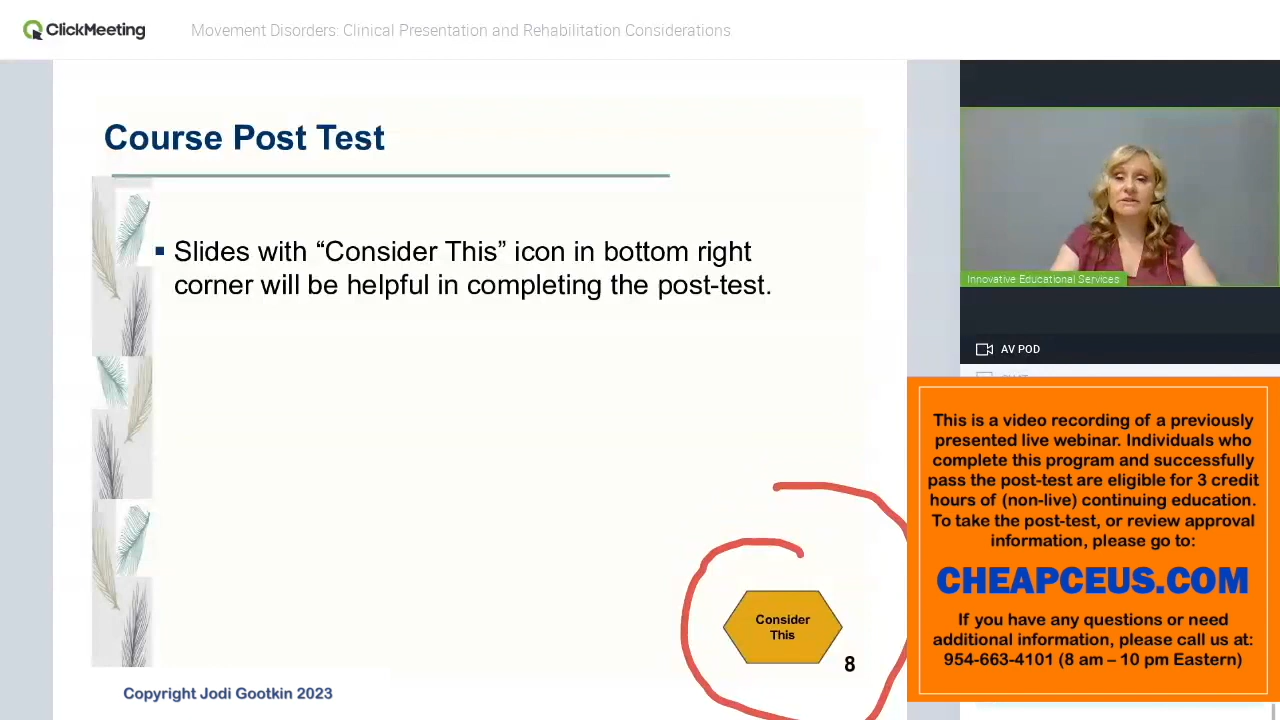 ClickMeeting
Movement Disorders: Clinical Presentation and Rehabilitation Considerations
Course Post Test
▪ Slides with “Consider This” icon in bottom right
corner will be helpful in completing the post-test.
Consider
This
8
Copyright Jodi Gootkin 2023
Innovative Educational Services
AV POD
This is a video recording of a previously
presented live webinar. Individuals who
complete this program and successfully
pass the post-test are eligible for 3 credit
hours of (non-live) continuing education.
To take the post-test, or review approval
information, please go to:
CHEAPCEUS.COM
If you have any questions or need
additional information, please call us at:
954-663-4101 (8 am – 10 pm Eastern)